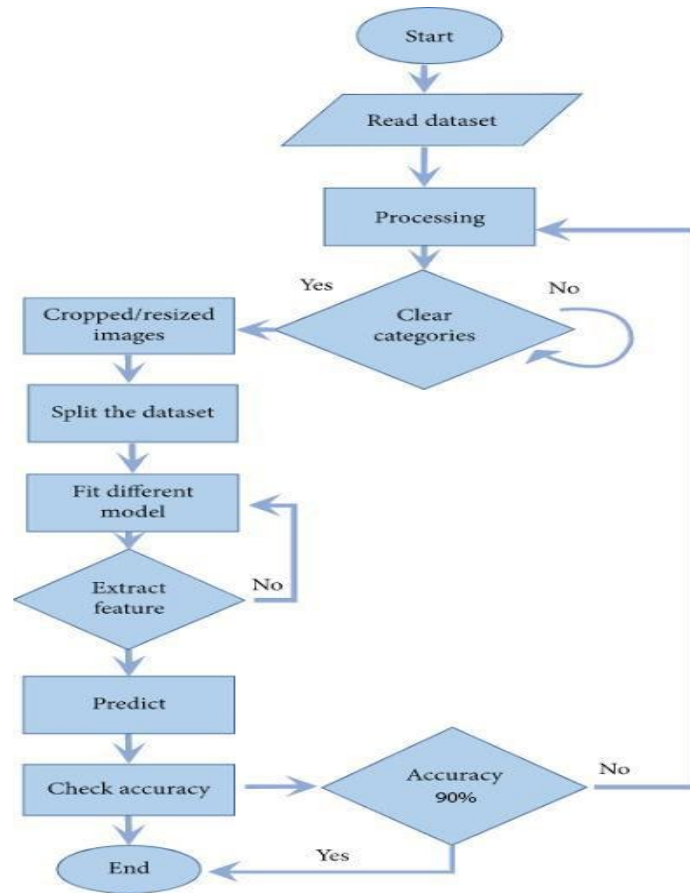 Start
Read dataset
Processing
Yes
No
Clear
categories
Cropped/resized
images
Split the dataset
Fit different
model
Extract
feature
No
Predict
Check accuracy
Accuracy
90%
No
Yes
End